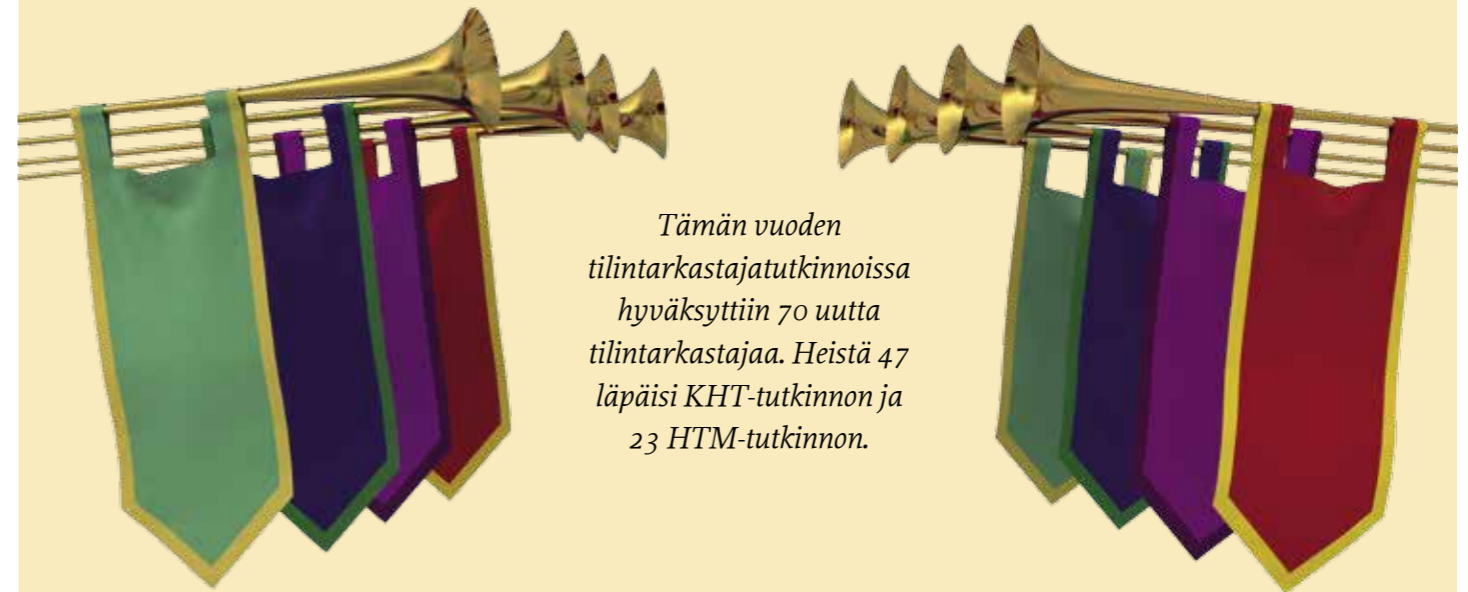 Tämän vuoden
tilintarkastajatutkinnoissa
hyväksyttiin 70 uutta
tilintarkastajaa. Heistä 47
läpäisi KHT-tutkinnon ja
23 HTM-tutkinnon.